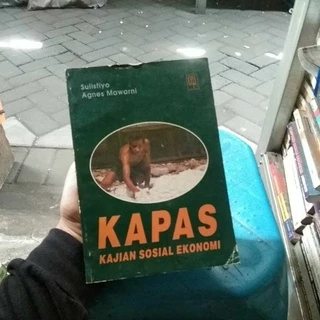 Sulistiyo
Agnes Mawarni
KAPAS
KAJIAN SOSIAL EKONOMI